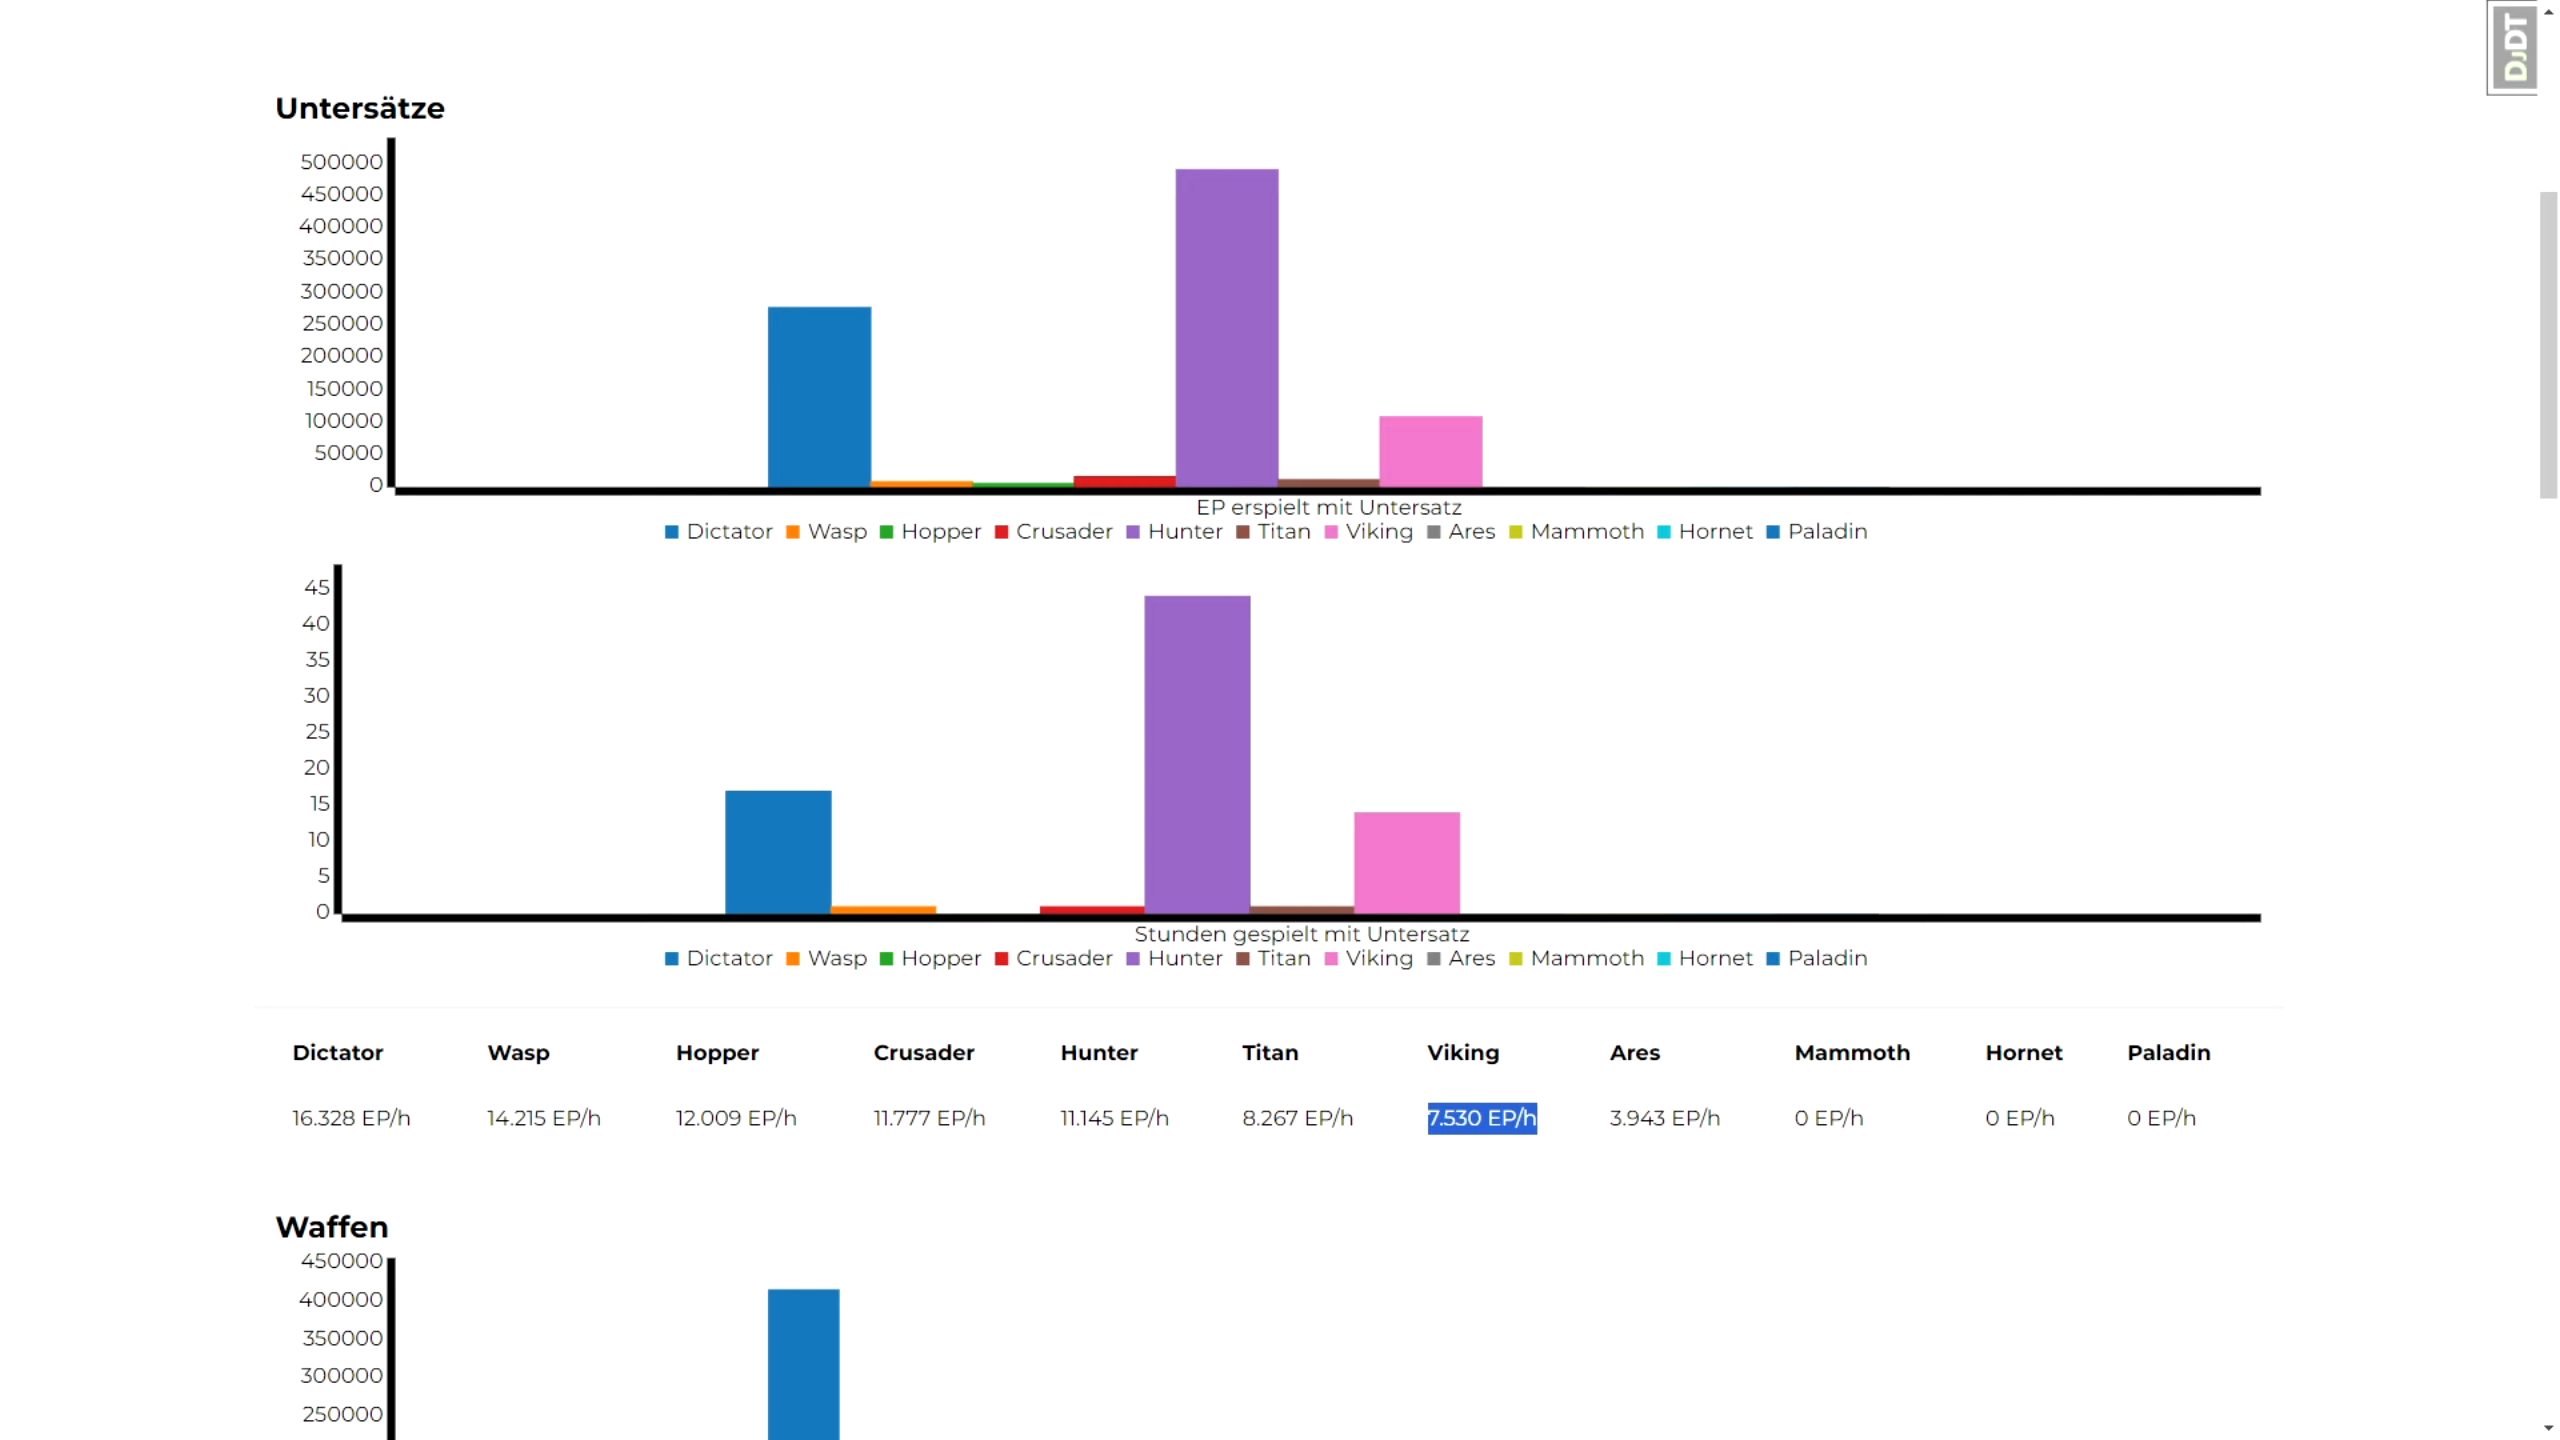 DJDT
Untersätze
500000
450000
400000
350000
300000
250000
200000
150000
100000
50000
0
EP erspielt mit Untersatz
Dictator Wasp Hopper Crusader Hunter Titan Viking Ares Mammoth Hornet Paladin
45
40
35
30
25
20
15
10
5
0
Stunden gespielt mit Untersatz
Dictator Wasp Hopper Crusader Hunter Titan Viking Ares Mammoth Hornet Paladin
Dictator Wasp Hopper Crusader Hunter Titan Viking Ares Mammoth Hornet Paladin
16.328 EP/h 14.215 EP/h 12.009 EP/h 11.777 EP/h 11.145 EP/h 8.267 EP/h 7.530 EP/h 3.943 EP/h 0 EP/h 0 EP/h 0 EP/h
Waffen
450000
400000
350000
300000
250000